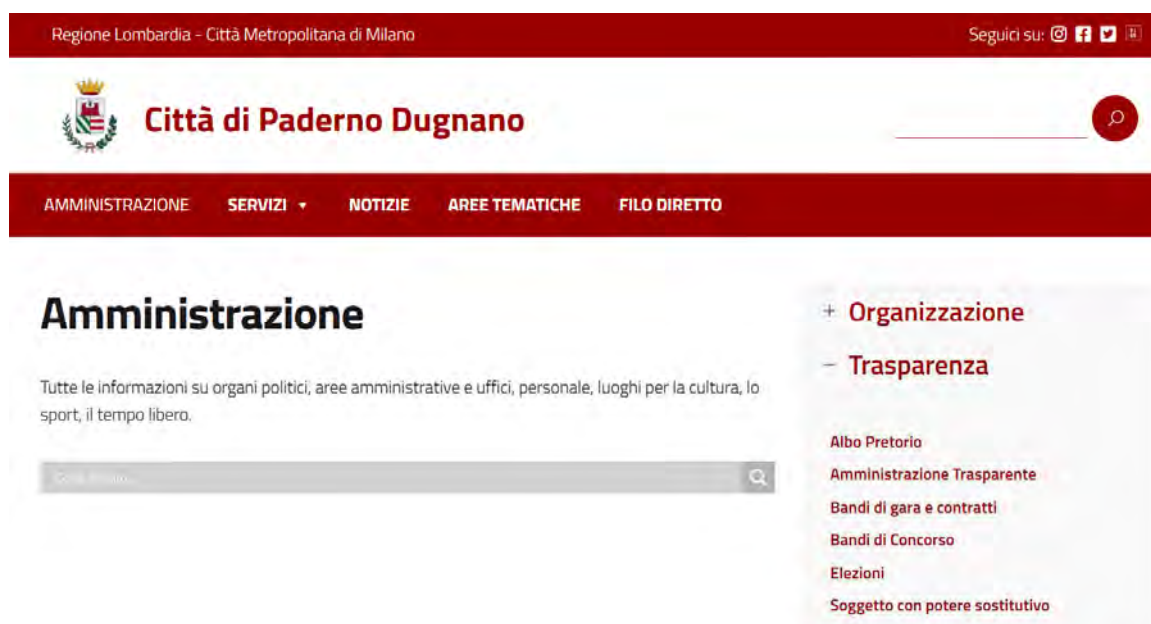 Regione Lombardia - Città Metropolitana di Milano
Seguici su:
Città di Paderno Dugnano
AMMINISTRAZIONE SERVIZI NOTIZIE AREE TEMATICHE FILO DIRETTO
Amministrazione
Tutte le informazioni su organi politici, aree amministrative e uffici, personale, luoghi per la cultura, lo
sport, il tempo libero.
+ Organizzazione
− Trasparenza
Albo Pretorio
Amministrazione Trasparente
Bandi di gara e contratti
Bandi di Concorso
Elezioni
Soggetto con potere sostitutivo